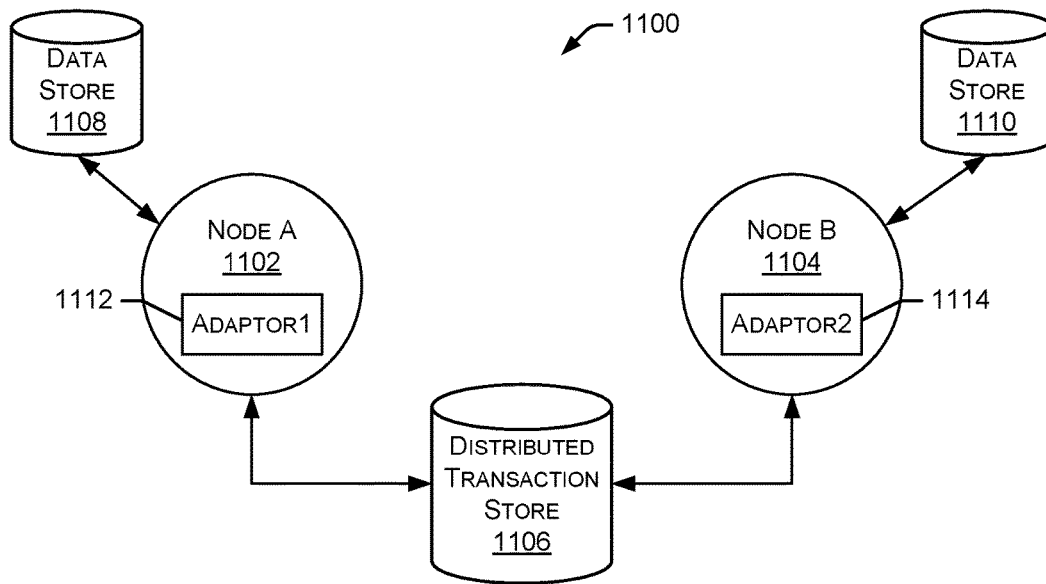 1100
DATA
STORE
1108
DATA
STORE
1110
NODE A
1102
1112
ADAPTOR1
NODE B
1104
ADAPTOR2
1114
DISTRIBUTED
TRANSACTION
STORE
1106